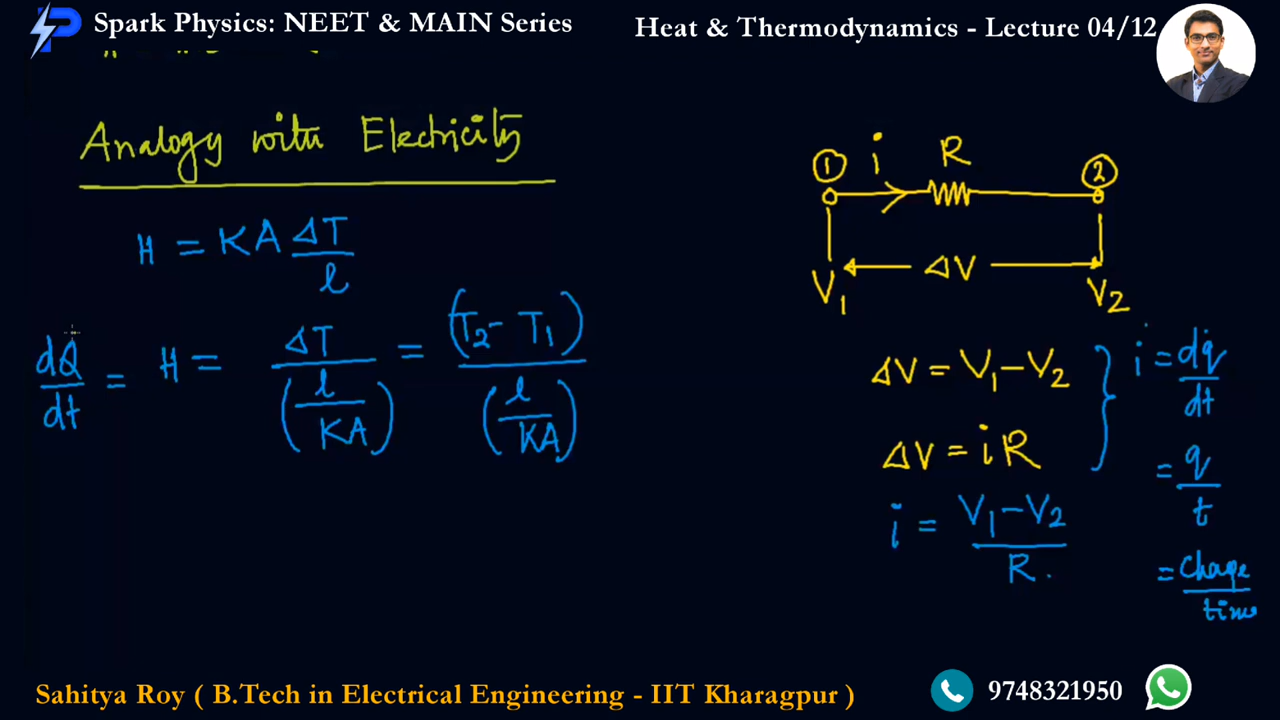 Spark Physics: NEET & MAIN Series
Heat & Thermodynamics - Lecture 04/12
Analogy with Electricity
H = KA ΔT/l
dQ/dt = H = ΔT/(l/KA) = (T2 - T1)/(l/KA)
① i R ②
V1 ← ΔV → V2
ΔV = V1 - V2
ΔV = iR
i = (V1 - V2)/R.
i = dq/dt
= q/t
= Charge/time
Sahitya Roy ( B.Tech in Electrical Engineering - IIT Kharagpur )
9748321950